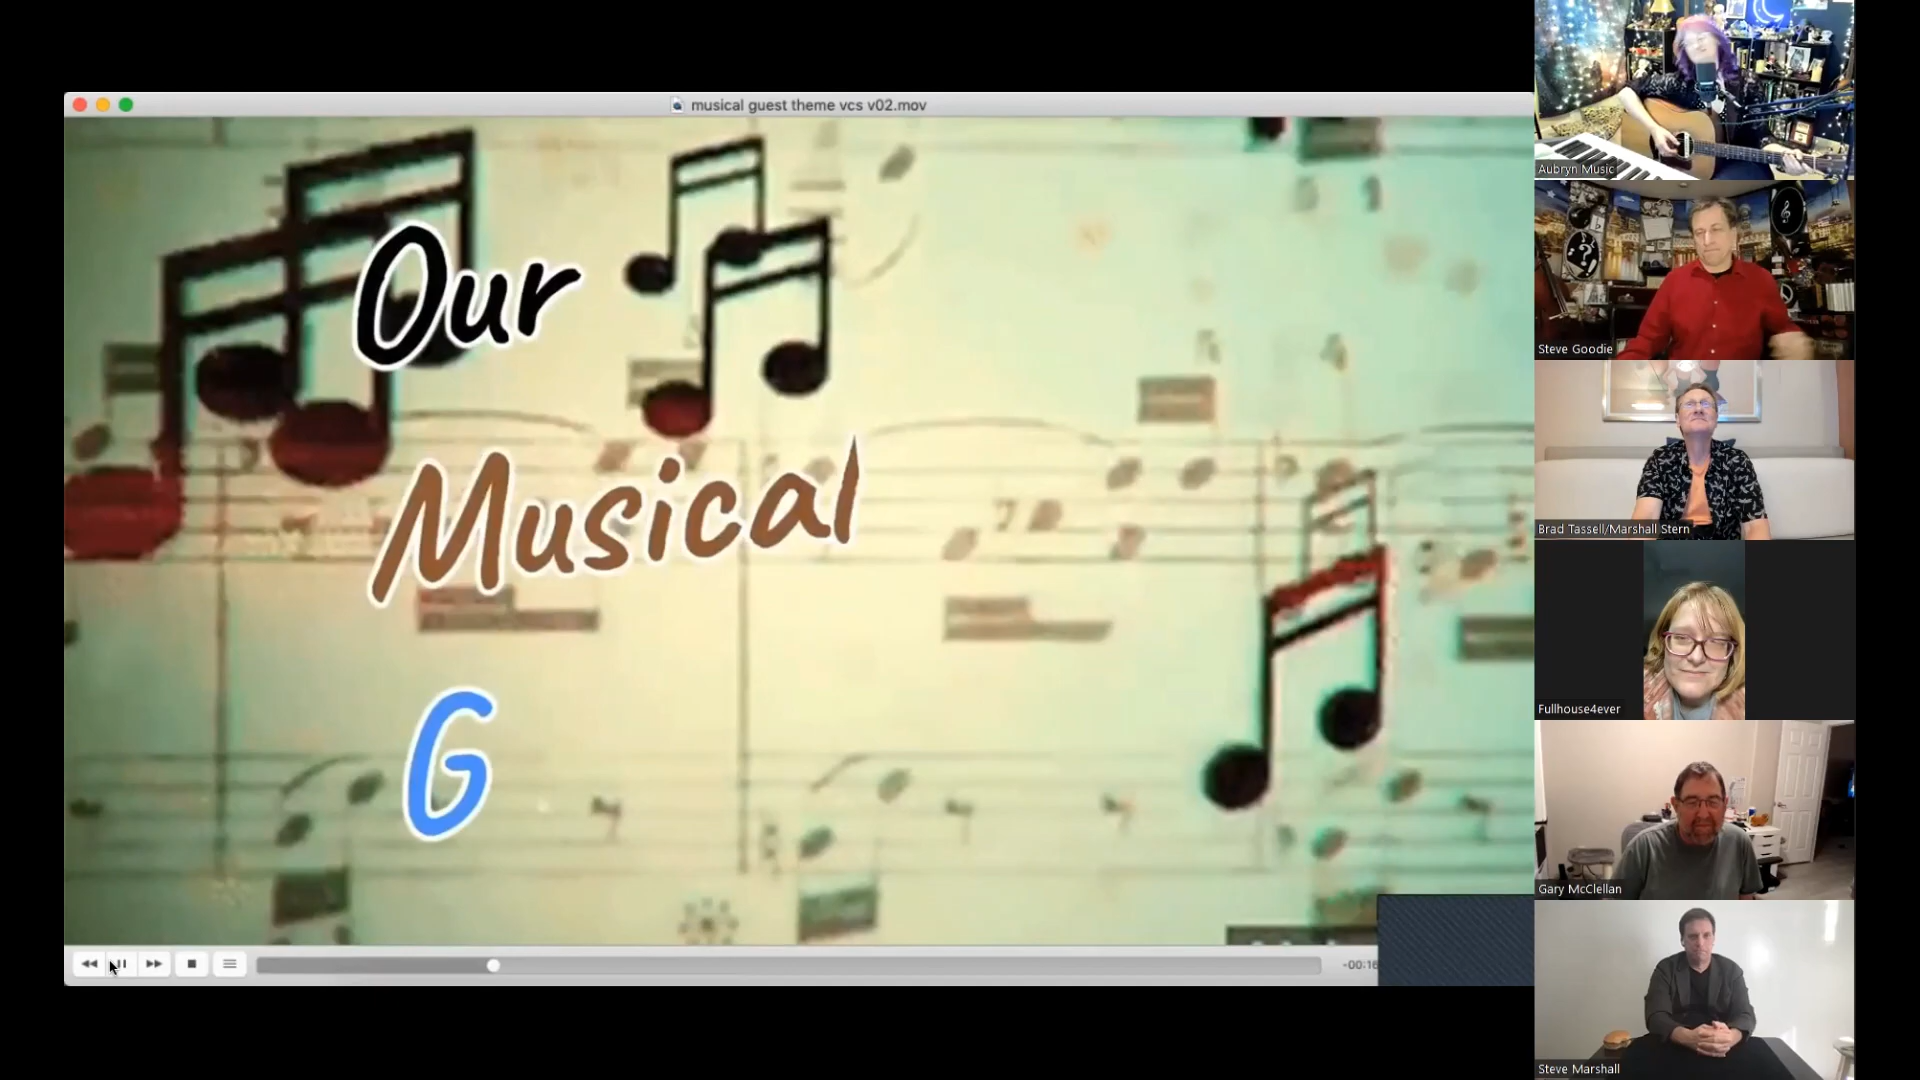 musical guest theme vcs v02.mov
Our
Musical
G
-00:16
Aubryn Music
Steve Goodie
Brad Tassell/Marshall Stern
Fullhouse4ever
Gary McClellan
Steve Marshall